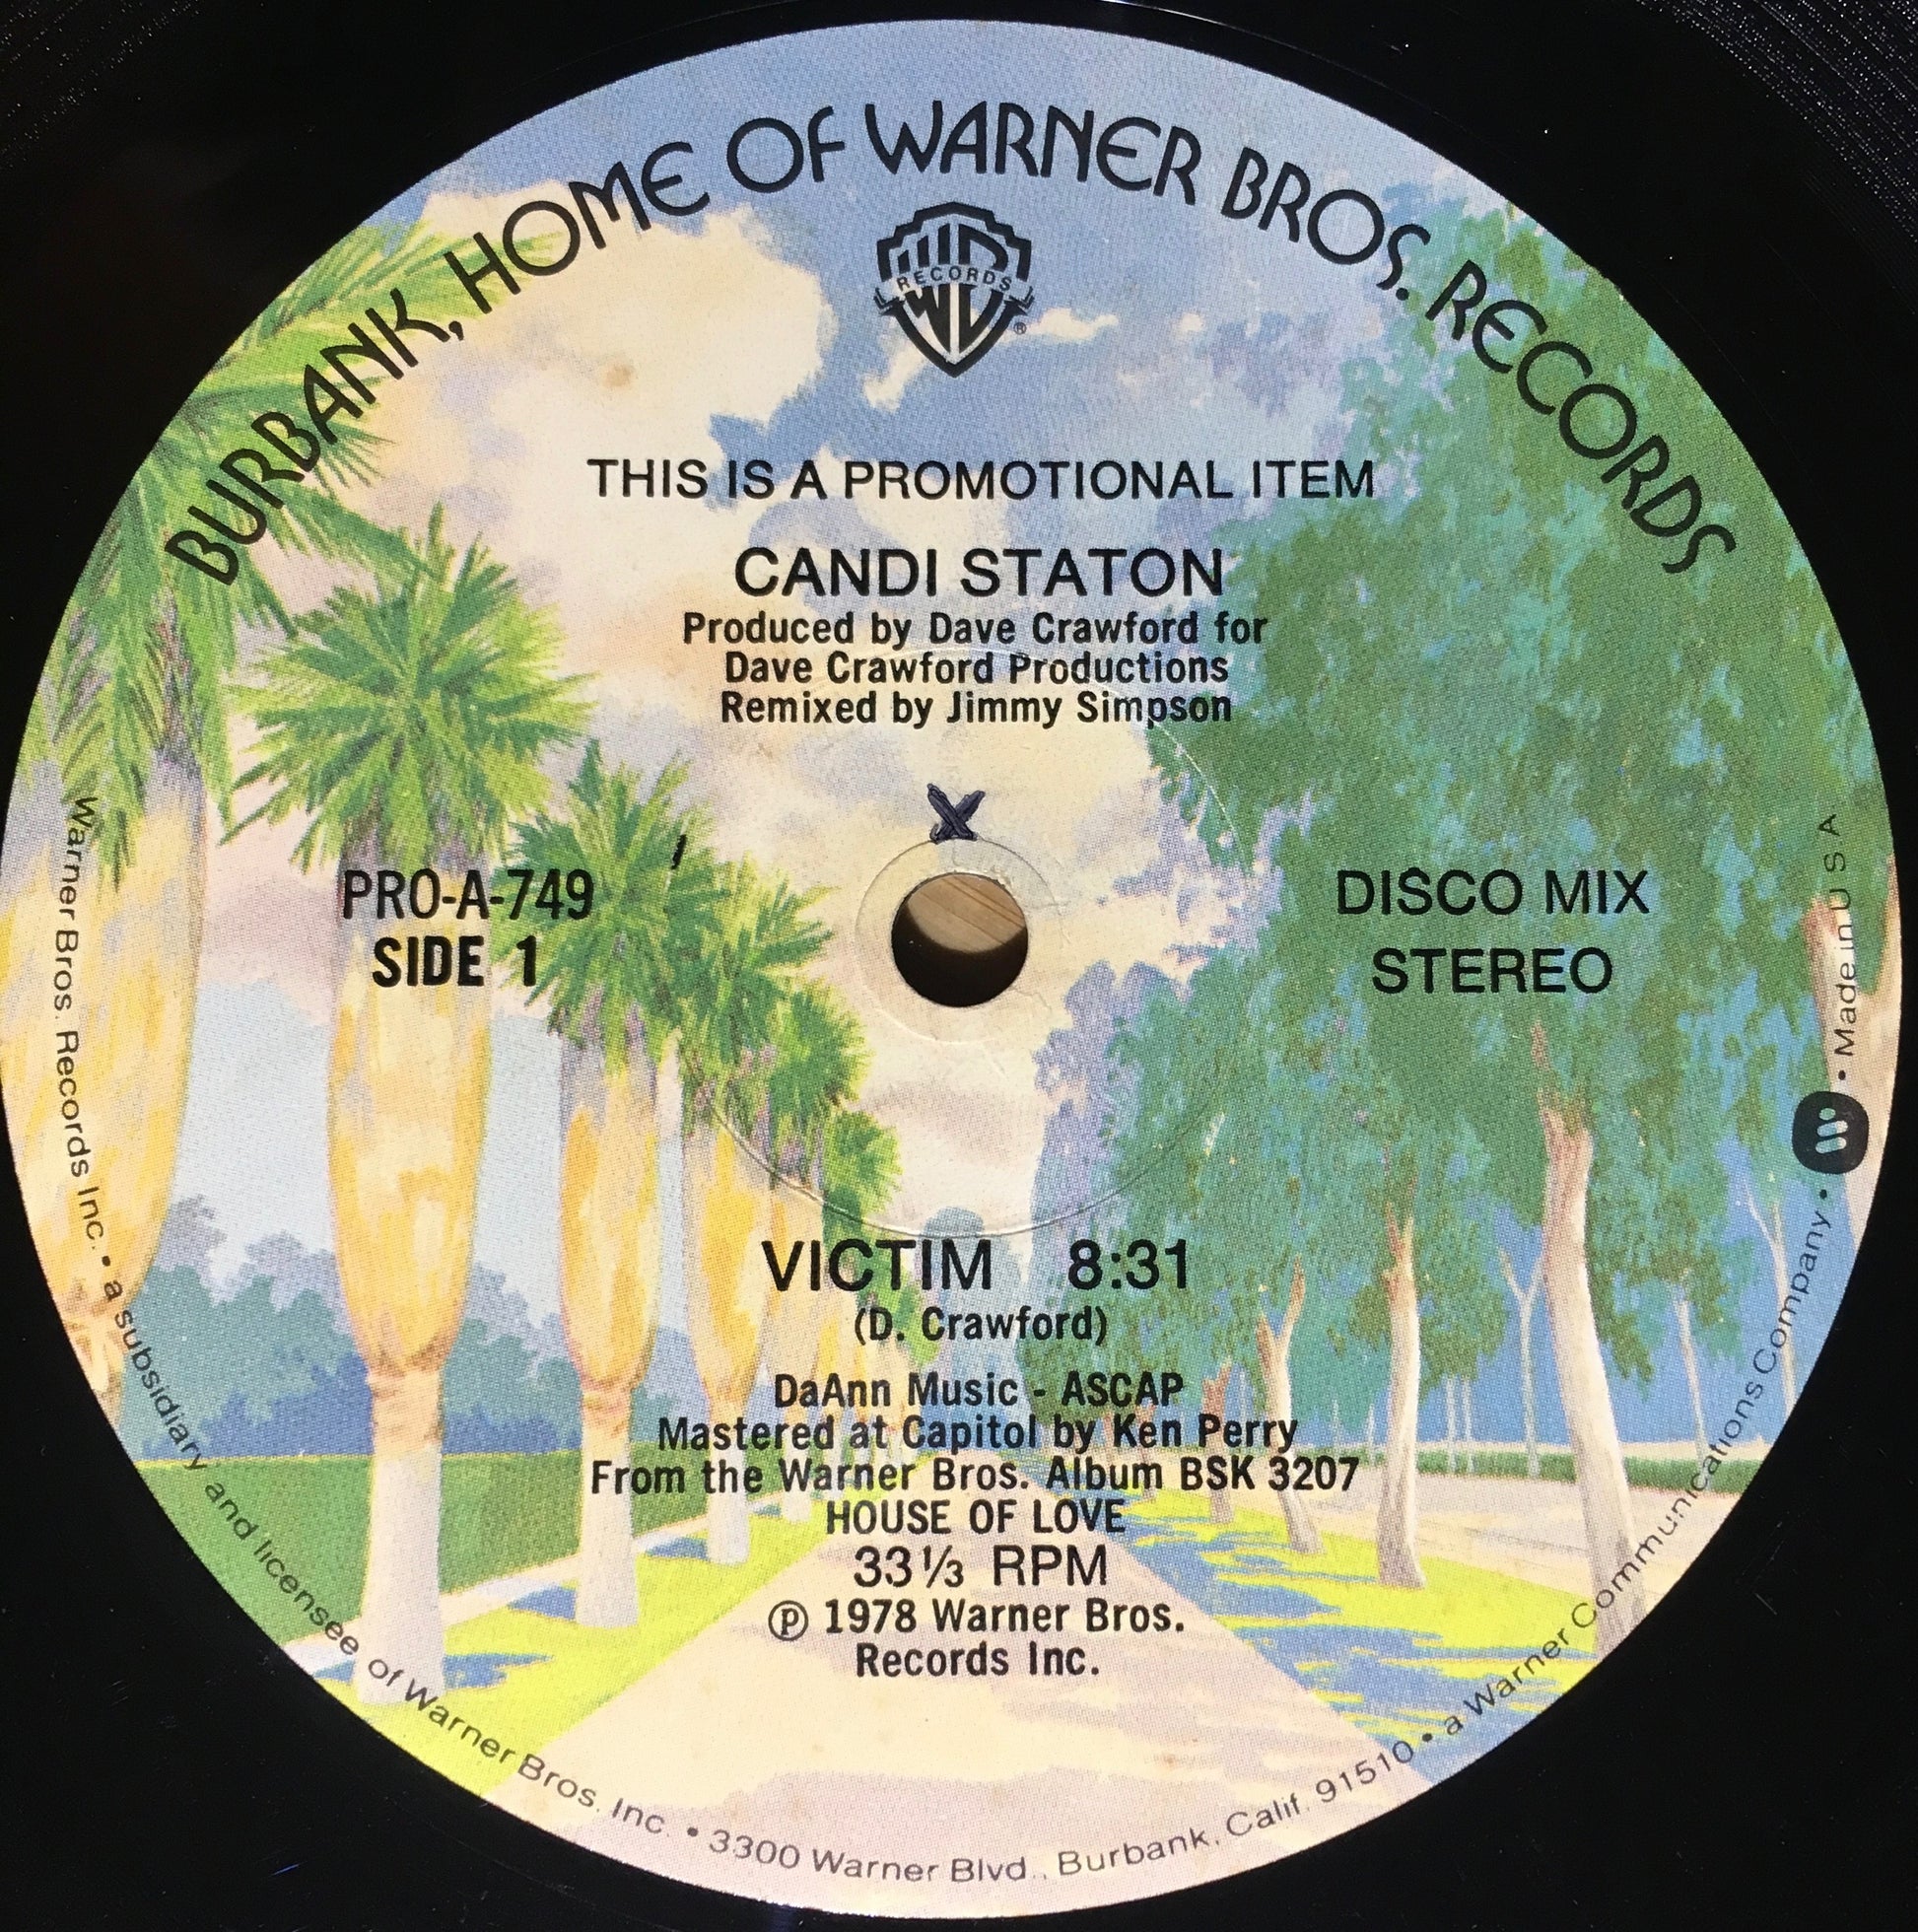 BURBANK, HOME OF WARNER BROS. RECORDS
RECORDS
®
THIS IS A PROMOTIONAL ITEM
CANDI STATON
Produced by Dave Crawford for
Dave Crawford Productions
Remixed by Jimmy Simpson
X
PRO-A-749
SIDE 1
DISCO MIX
STEREO
VICTIM 8:31
(D. Crawford)
DaAnn Music - ASCAP
Mastered at Capitol by Ken Perry
From the Warner Bros. Album BSK 3207
HOUSE OF LOVE
33⅓ RPM
℗ 1978 Warner Bros.
Records Inc.
Warner Bros. Records Inc. • a subsidiary and licensee of Warner Bros. Inc. • 3300 Warner Blvd., Burbank, Calif. 91510 • a Warner Communications Company • • Made in U S A